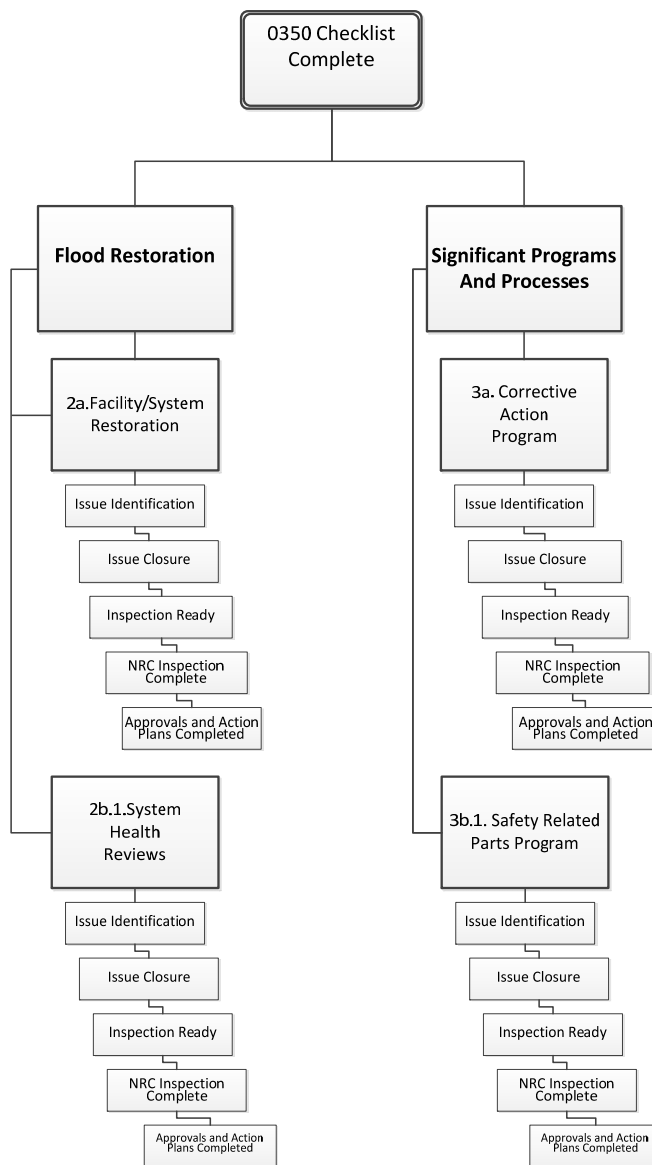 0350 Checklist
Complete
Flood Restoration
2a.Facility/System
Restoration
Issue Identification
Issue Closure
Inspection Ready
NRC Inspection
Complete
Approvals and Action
Plans Completed
2b.1.System
Health
Reviews
Issue Identification
Issue Closure
Inspection Ready
NRC Inspection
Complete
Approvals and Action
Plans Completed
Significant Programs
And Processes
3a. Corrective
Action
Program
Issue Identification
Issue Closure
Inspection Ready
NRC Inspection
Complete
Approvals and Action
Plans Completed
3b.1. Safety Related
Parts Program
Issue Identification
Issue Closure
Inspection Ready
NRC Inspection
Complete
Approvals and Action
Plans Completed